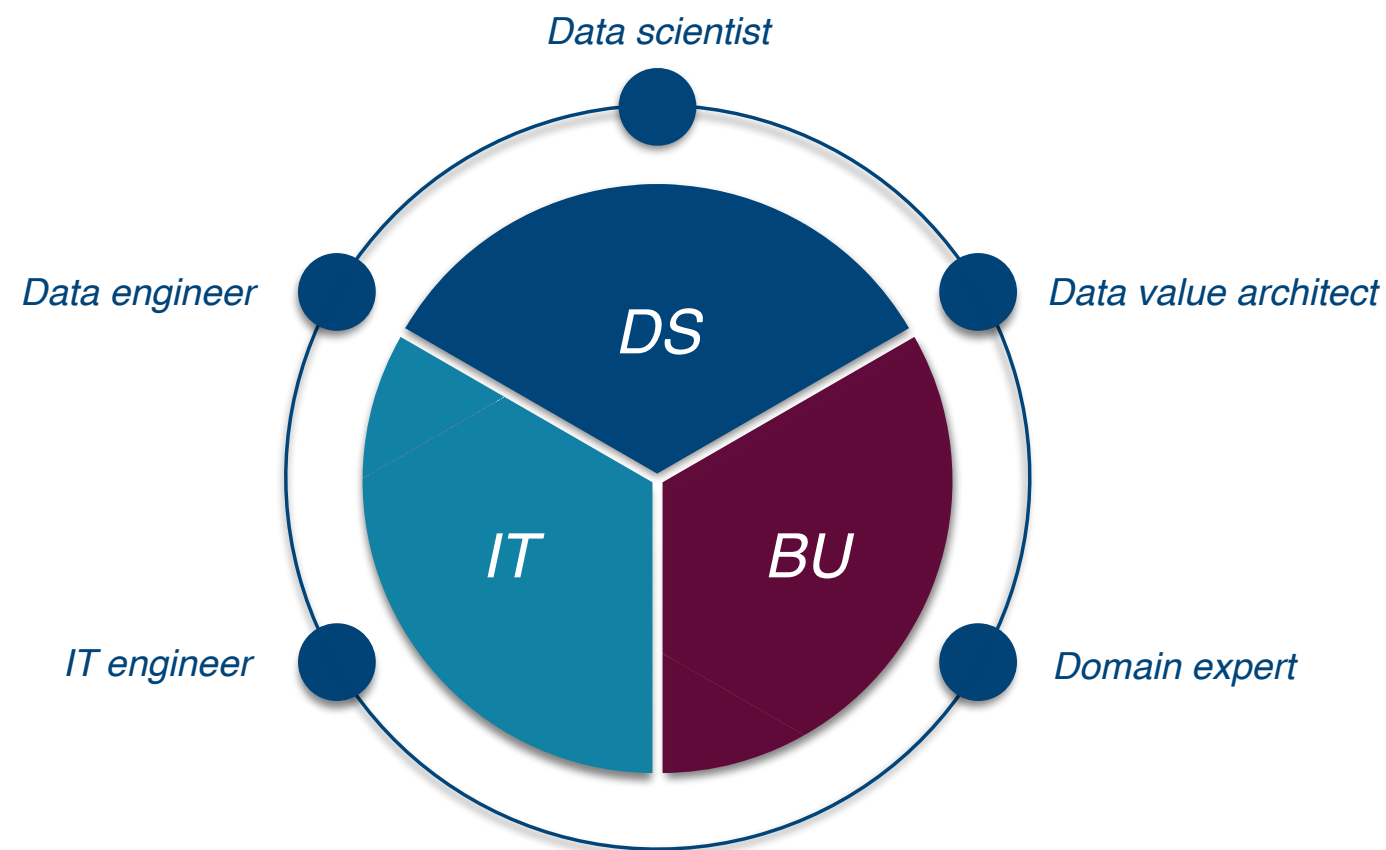 Data scientist
Data engineer
Data value architect
DS
IT
BU
IT engineer
Domain expert